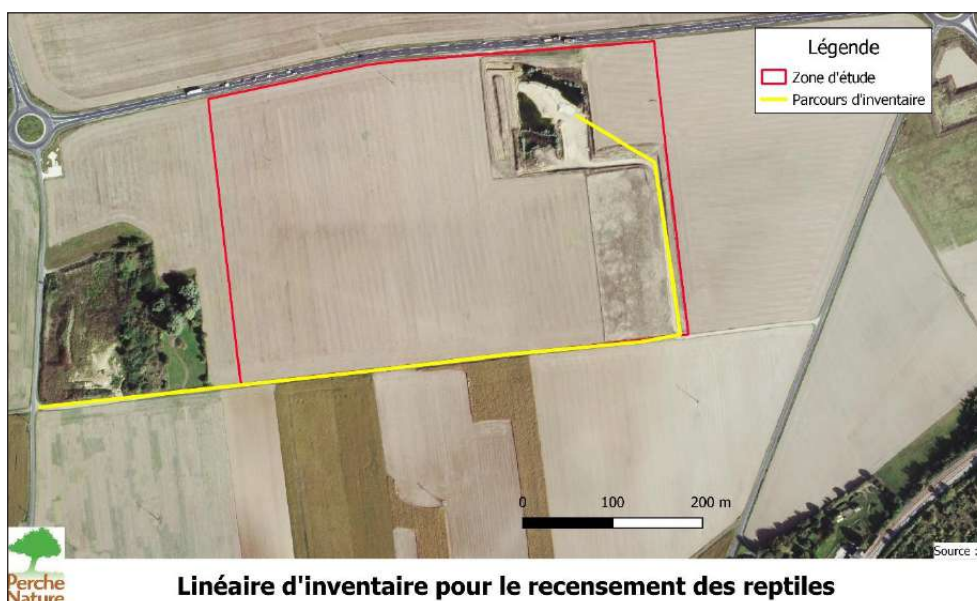 Légende
Zone d'étude
Parcours d'inventaire
0 100 200 m
Source :
Perche
Nature
Linéaire d'inventaire pour le recensement des reptiles